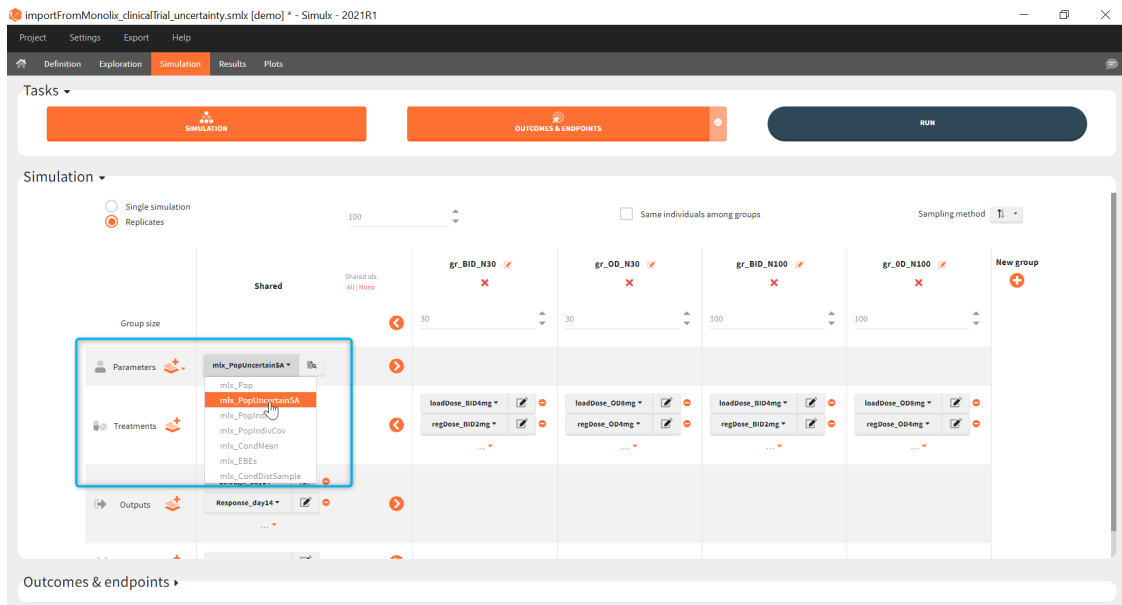 importFromMonolix_clinicalTrial_uncertainty.smlx [demo] * - Simulx - 2021R1
Project Settings Export Help
Definition Exploration Simulation Results Plots
Tasks
SIMULATION OUTCOMES & ENDPOINTS RUN
Simulation
Single simulation
Replicates 100 Same individuals among groups Sampling method
gr_BID_N30 gr_OD_N30 gr_BID_N100 gr_OD_N100 New group
Shared Shared ids
All | None
Group size 30 30 100 100
Parameters mlx_PopUncertainSA
mlx_Pop
mlx_PopUncertainSA
mlx_PopIndiv
mlx_PopIndivCov
mlx_CondMean
mlx_EBEs
mlx_CondDistSample
Treatments loadDose_BID4mg loadDose_OD8mg loadDose_BID4mg loadDose_OD8mg
regDose_BID2mg regDose_OD4mg regDose_BID2mg regDose_OD4mg
... ... ... ...
Outputs Response_day14
...
Outcomes & endpoints